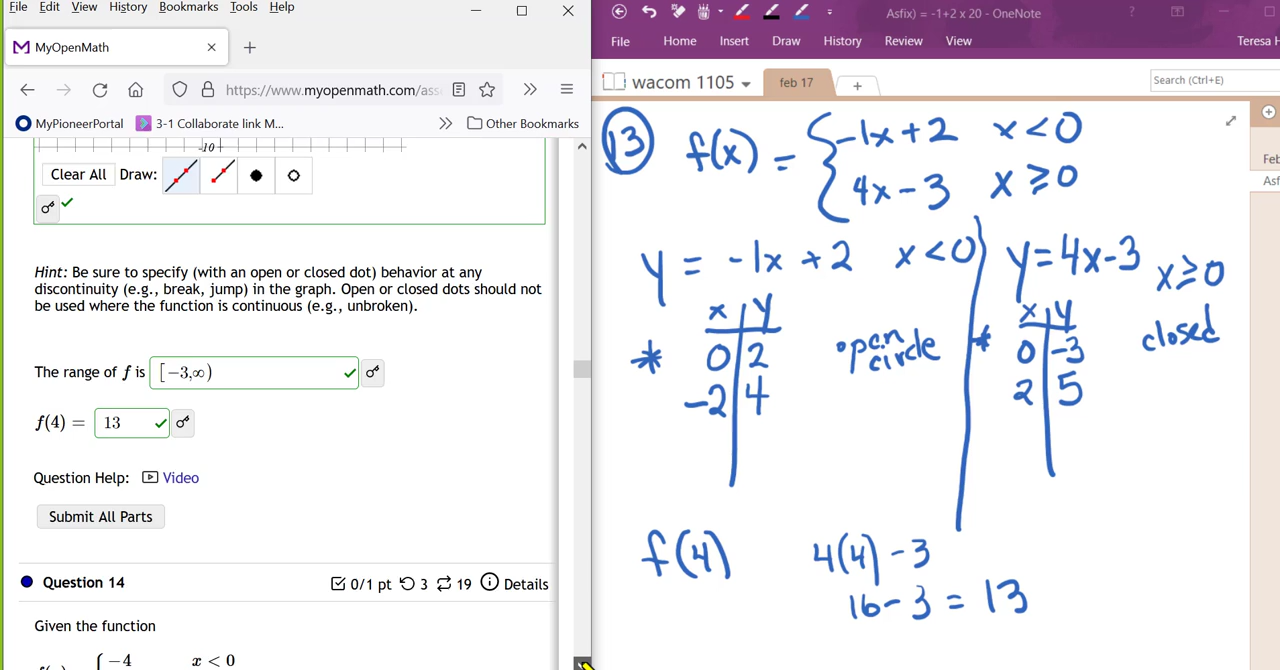 File Edit View History Bookmarks Tools Help
MyOpenMath
https://www.myopenmath.com/ass
MyPioneerPortal 3-1 Collaborate link M... Other Bookmarks
-10
Clear All Draw:
Hint: Be sure to specify (with an open or closed dot) behavior at any
discontinuity (e.g., break, jump) in the graph. Open or closed dots should not
be used where the function is continuous (e.g., unbroken).
The range of f is [−3,∞)
f(4) = 13
Question Help: Video
Submit All Parts
Question 14 0/1 pt 3 19 Details
Given the function
{ −4 x < 0
Asf(x) = -1+2 x 20 - OneNote
File Home Insert Draw History Review View Teresa H
wacom 1105 feb 17 + Search (Ctrl+E)
Feb
Asf
13 f(x) = { -1x + 2 x < 0
4x - 3 x ≥ 0
y = -1x + 2 x < 0
x y
* 0 2 open circle
-2 4
y = 4x - 3 x ≥ 0
x y
* 0 -3 closed
2 5
f(4) 4(4) - 3
16 - 3 = 13